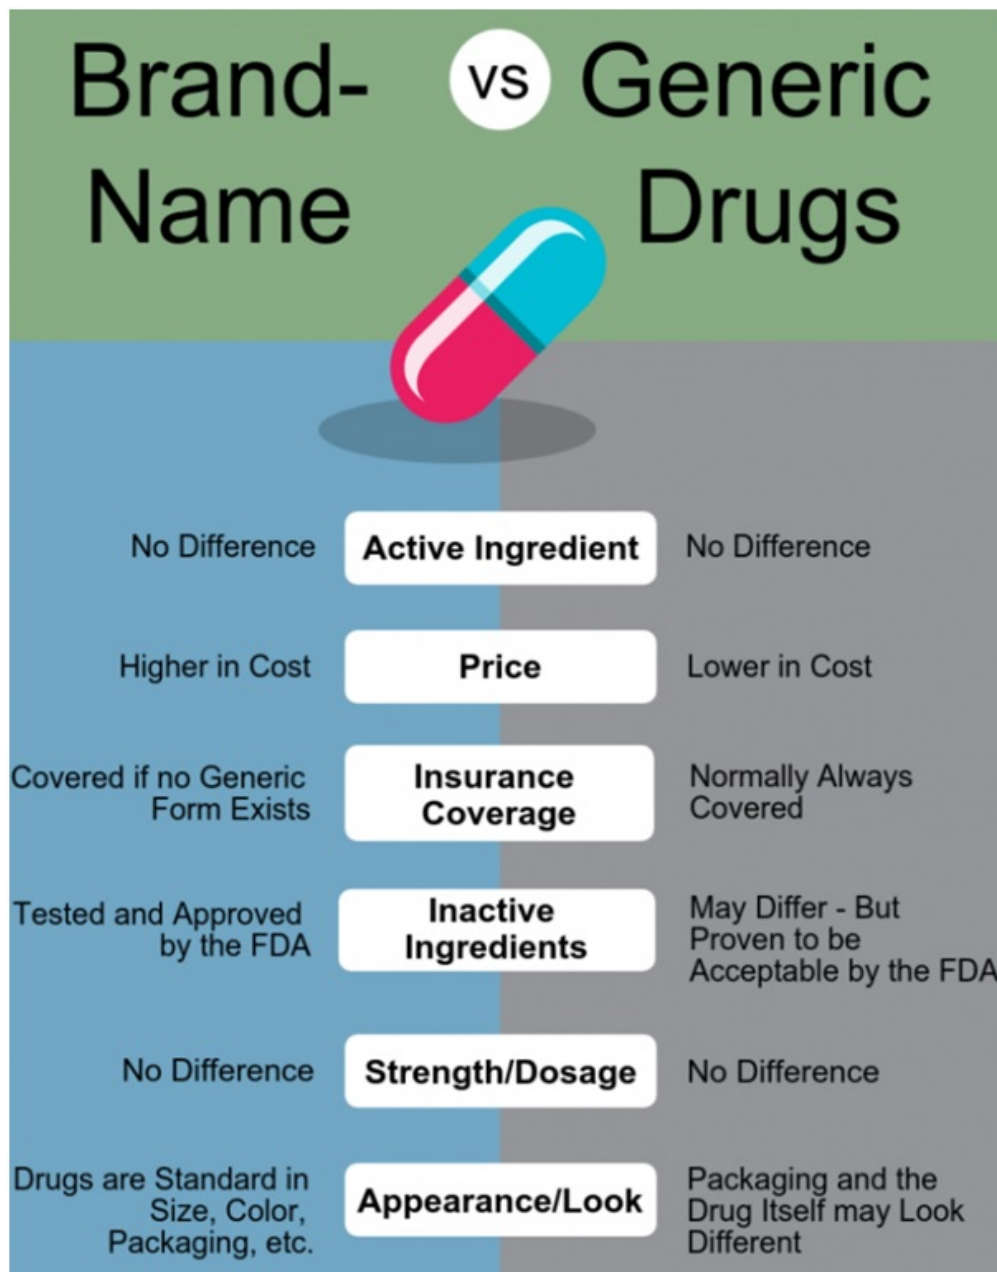 Brand-
Name
vs
Generic
Drugs
No Difference
Active Ingredient
No Difference
Higher in Cost
Price
Lower in Cost
Covered if no Generic
Form Exists
Insurance
Coverage
Normally Always
Covered
Tested and Approved
by the FDA
Inactive
Ingredients
May Differ - But
Proven to be
Acceptable by the FDA
No Difference
Strength/Dosage
No Difference
Drugs are Standard in
Size, Color,
Packaging, etc.
Appearance/Look
Packaging and the
Drug Itself may Look
Different